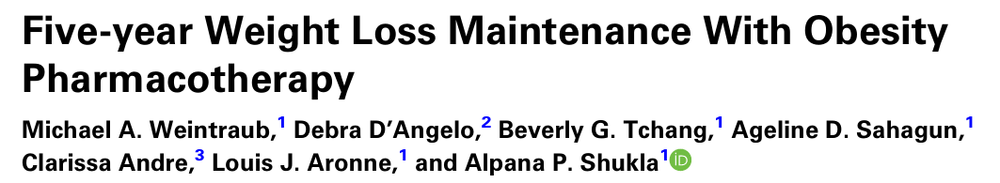 Five-year Weight Loss Maintenance With Obesity
Pharmacotherapy
Michael A. Weintraub,1 Debra D'Angelo,2 Beverly G. Tchang,1 Ageline D. Sahagun,1
Clarissa Andre,3 Louis J. Aronne,1 and Alpana P. Shukla1 iD